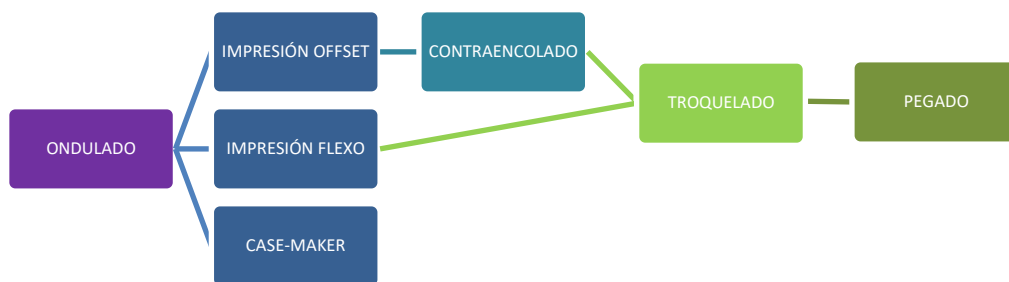 IMPRESIÓN OFFSET
CONTRAENCOLADO
TROQUELADO
PEGADO
ONDULADO
IMPRESIÓN FLEXO
CASE-MAKER